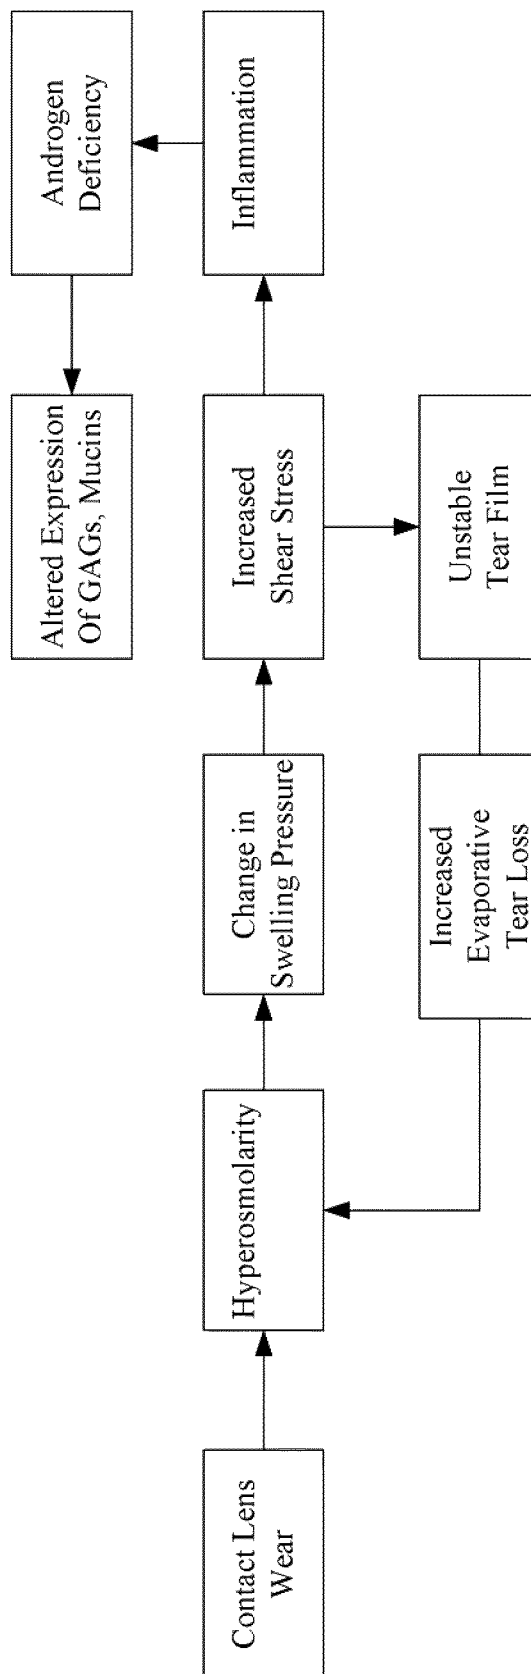 Contact Lens
Wear
Hyperosmolarity
Change in
Swelling Pressure
Increased
Shear Stress
Inflammation
Androgen
Deficiency
Altered Expression
Of GAGs, Mucins
Unstable
Tear Film
Increased
Evaporative
Tear Loss